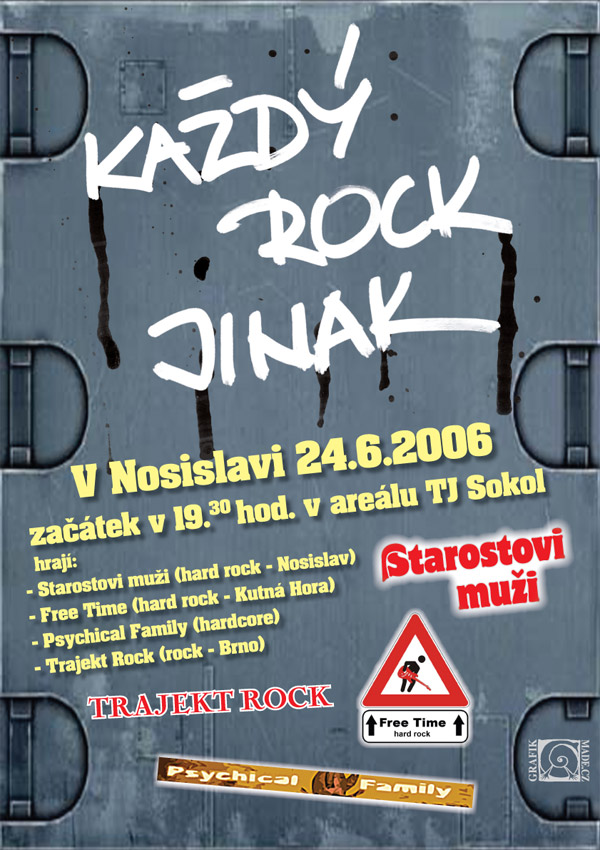 KAŽDÝ
ROCK
JINAK
V Nosislavi 24.6.2006
začátek v 19.30 hod. v areálu TJ Sokol
hrají:
- Starostovi muži (hard rock - Nosislav)
- Free Time (hard rock - Kutná Hora)
- Psychical Family (hardcore)
- Trajekt Rock (rock - Brno)
Starostovi
muži
TRAJEKT ROCK
Free Time
hard rock
Psychical Family
GRAFIK
MADE.CZ